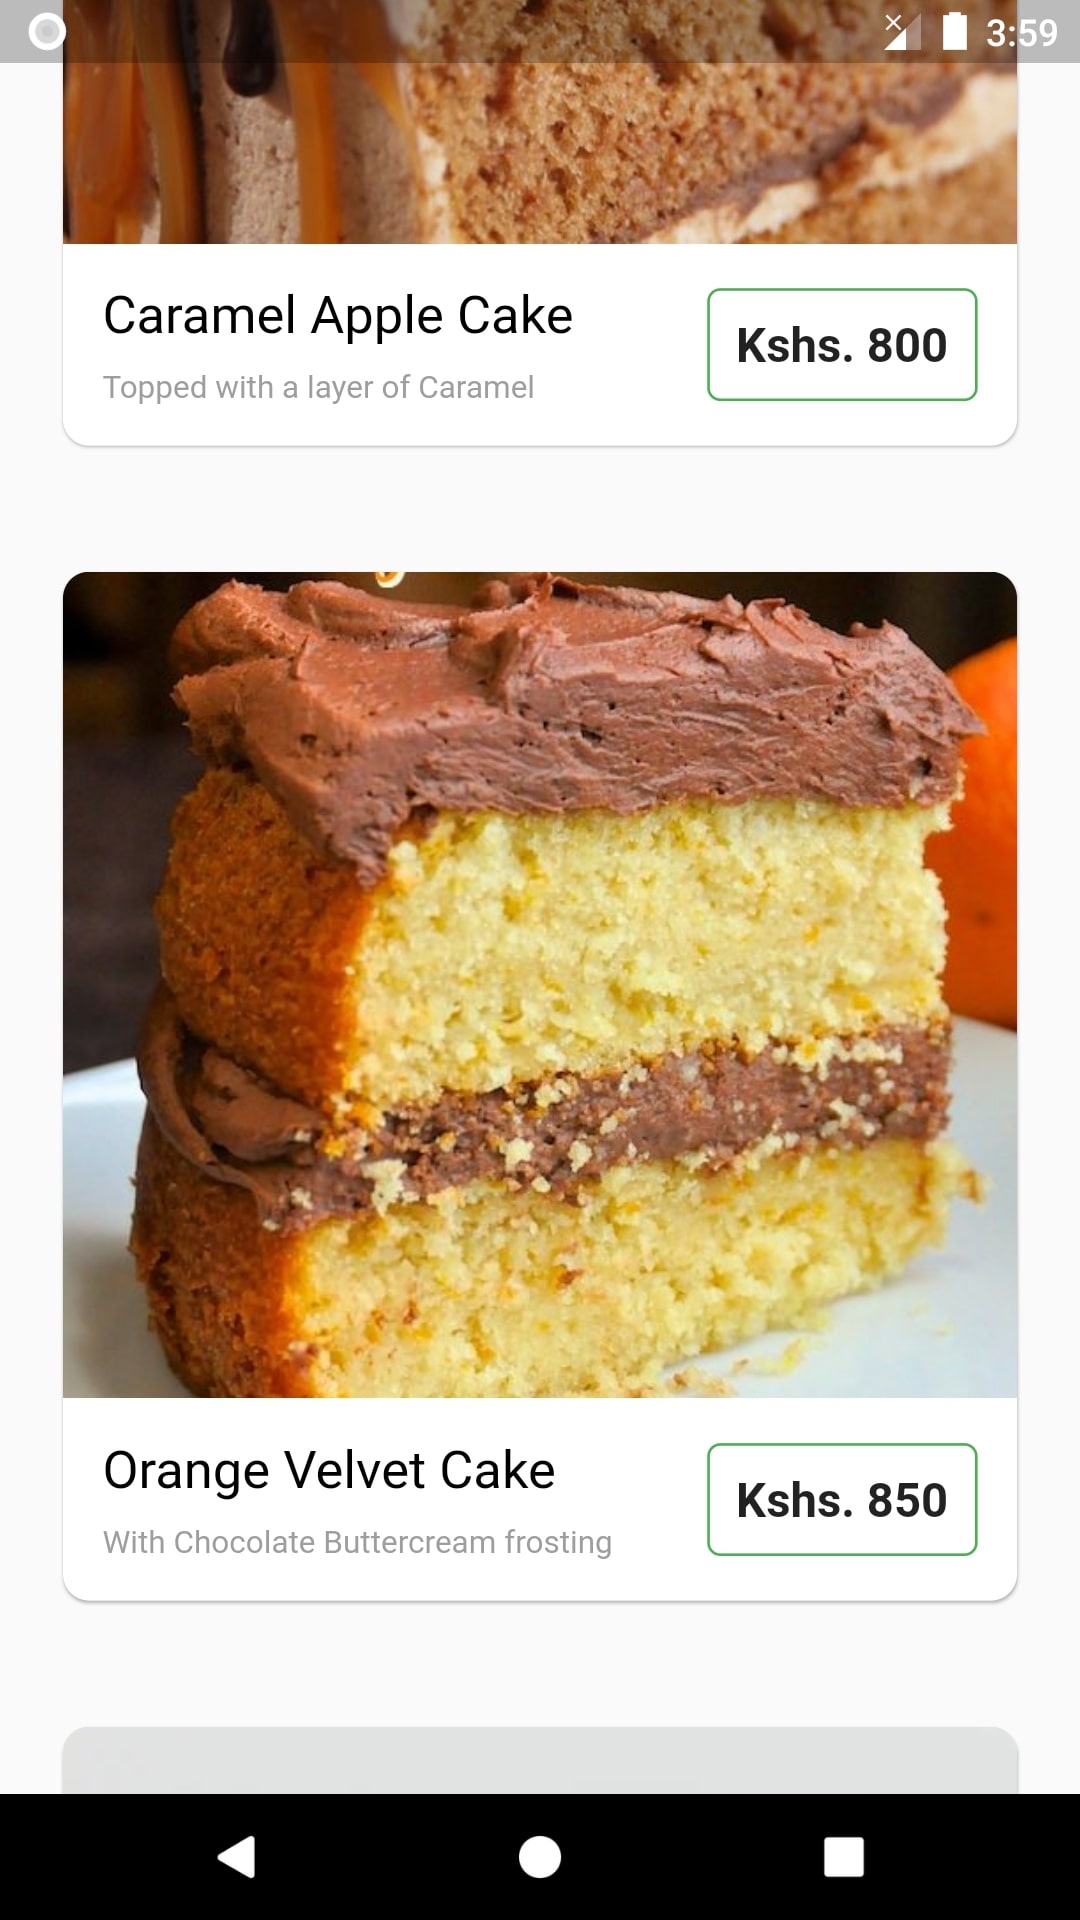 3:59
Caramel Apple Cake
Kshs. 800
Topped with a layer of Caramel
Orange Velvet Cake
Kshs. 850
With Chocolate Buttercream frosting